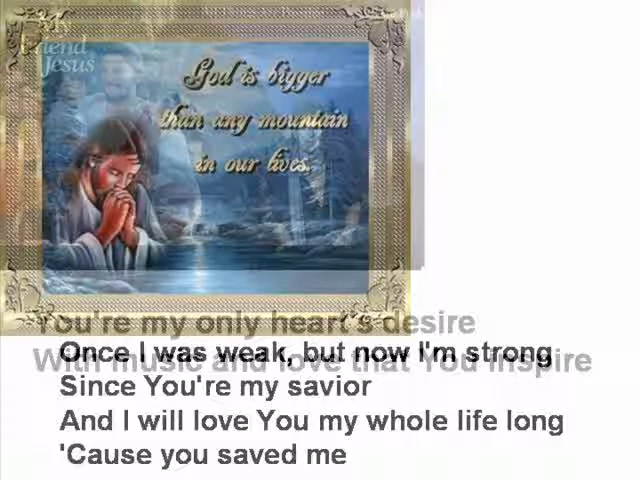 My
Friend
Jesus
God is bigger
than any mountain
in our lives.
You're my only heart's desire
Once I was weak, but now I'm strong
With music and love that You inspire
Since You're my savior
And I will love You my whole life long
'Cause you saved me